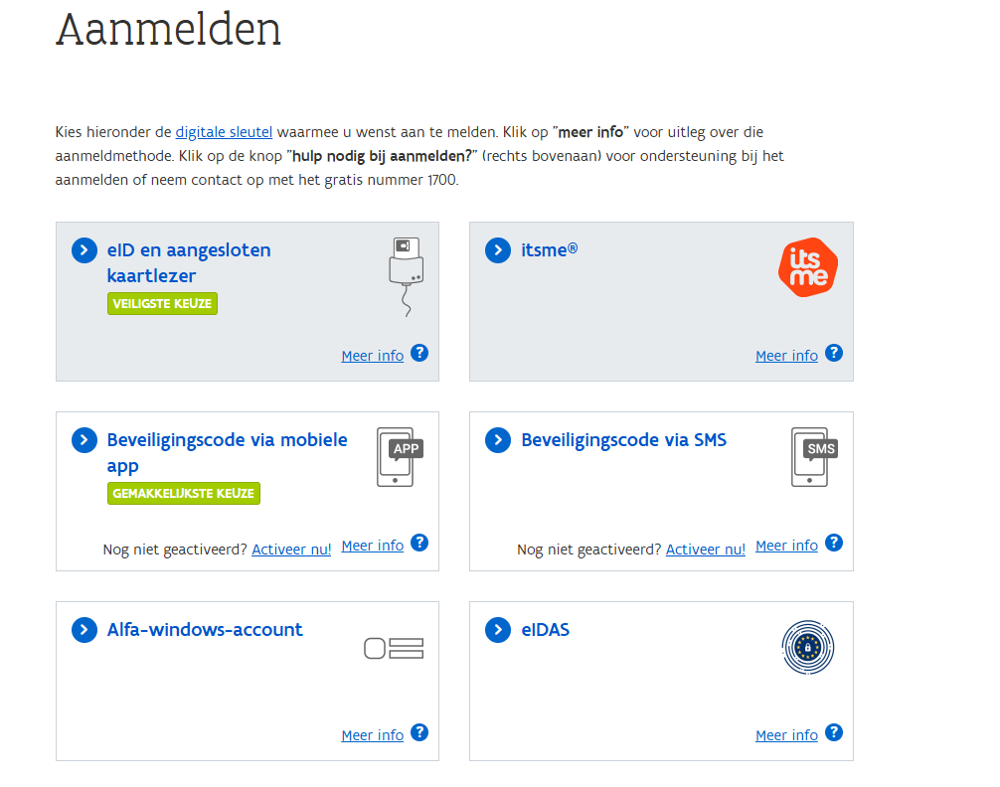 Aanmelden
Kies hieronder de digitale sleutel waarmee u wenst aan te melden. Klik op "meer info" voor uitleg over die
aanmeldmethode. Klik op de knop "hulp nodig bij aanmelden?" (rechts bovenaan) voor ondersteuning bij het
aanmelden of neem contact op met het gratis nummer 1700.
eID en aangesloten
kaartlezer
VEILIGSTE KEUZE
Meer info ?
itsme®
its
me
Meer info ?
Beveiligingscode via mobiele
app
GEMAKKELIJKSTE KEUZE
APP
Nog niet geactiveerd? Activeer nu! Meer info ?
Beveiligingscode via SMS
SMS
Nog niet geactiveerd? Activeer nu! Meer info ?
Alfa-windows-account
Meer info ?
eIDAS
Meer info ?